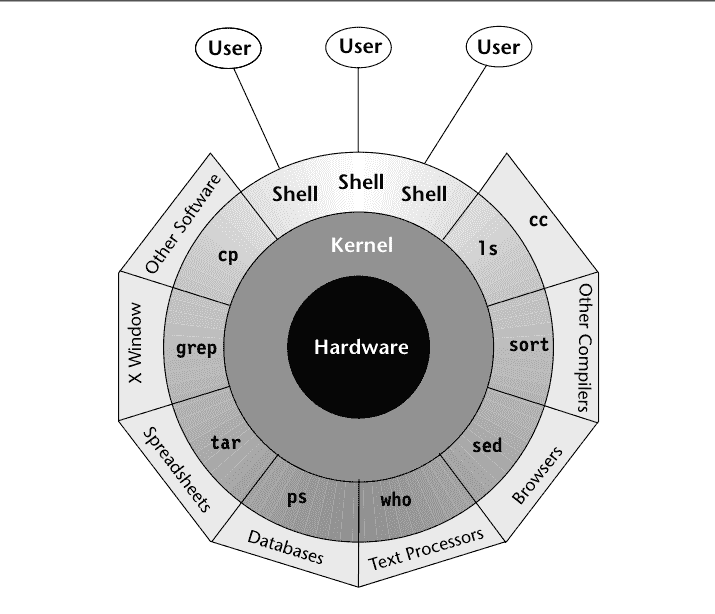 User
User
User
Shell
Shell
Shell
Other Software
cp
Kernel
ls
cc
X Window
grep
Hardware
sort
Other Compilers
Spreadsheets
tar
sed
Browsers
ps
who
Databases
Text Processors